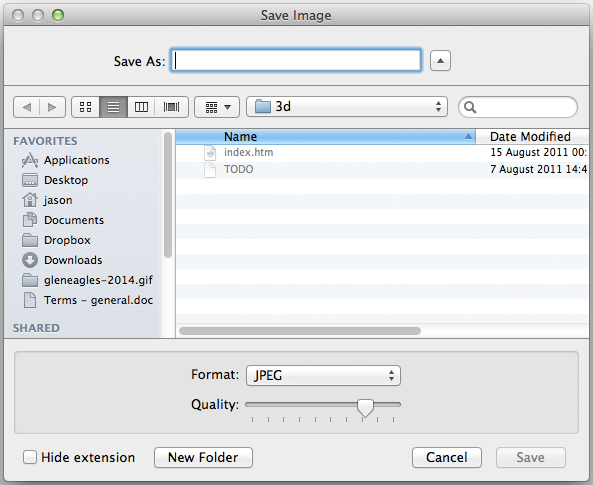 Save Image
Save As:
3d
FAVORITES
Applications
Desktop
jason
Documents
Dropbox
Downloads
gleneagles-2014.gif
Terms - general.doc
SHARED
Name Date Modified
index.htm 15 August 2011 00:
TODO 7 August 2011 14:4
Format: JPEG
Quality:
Hide extension New Folder Cancel Save